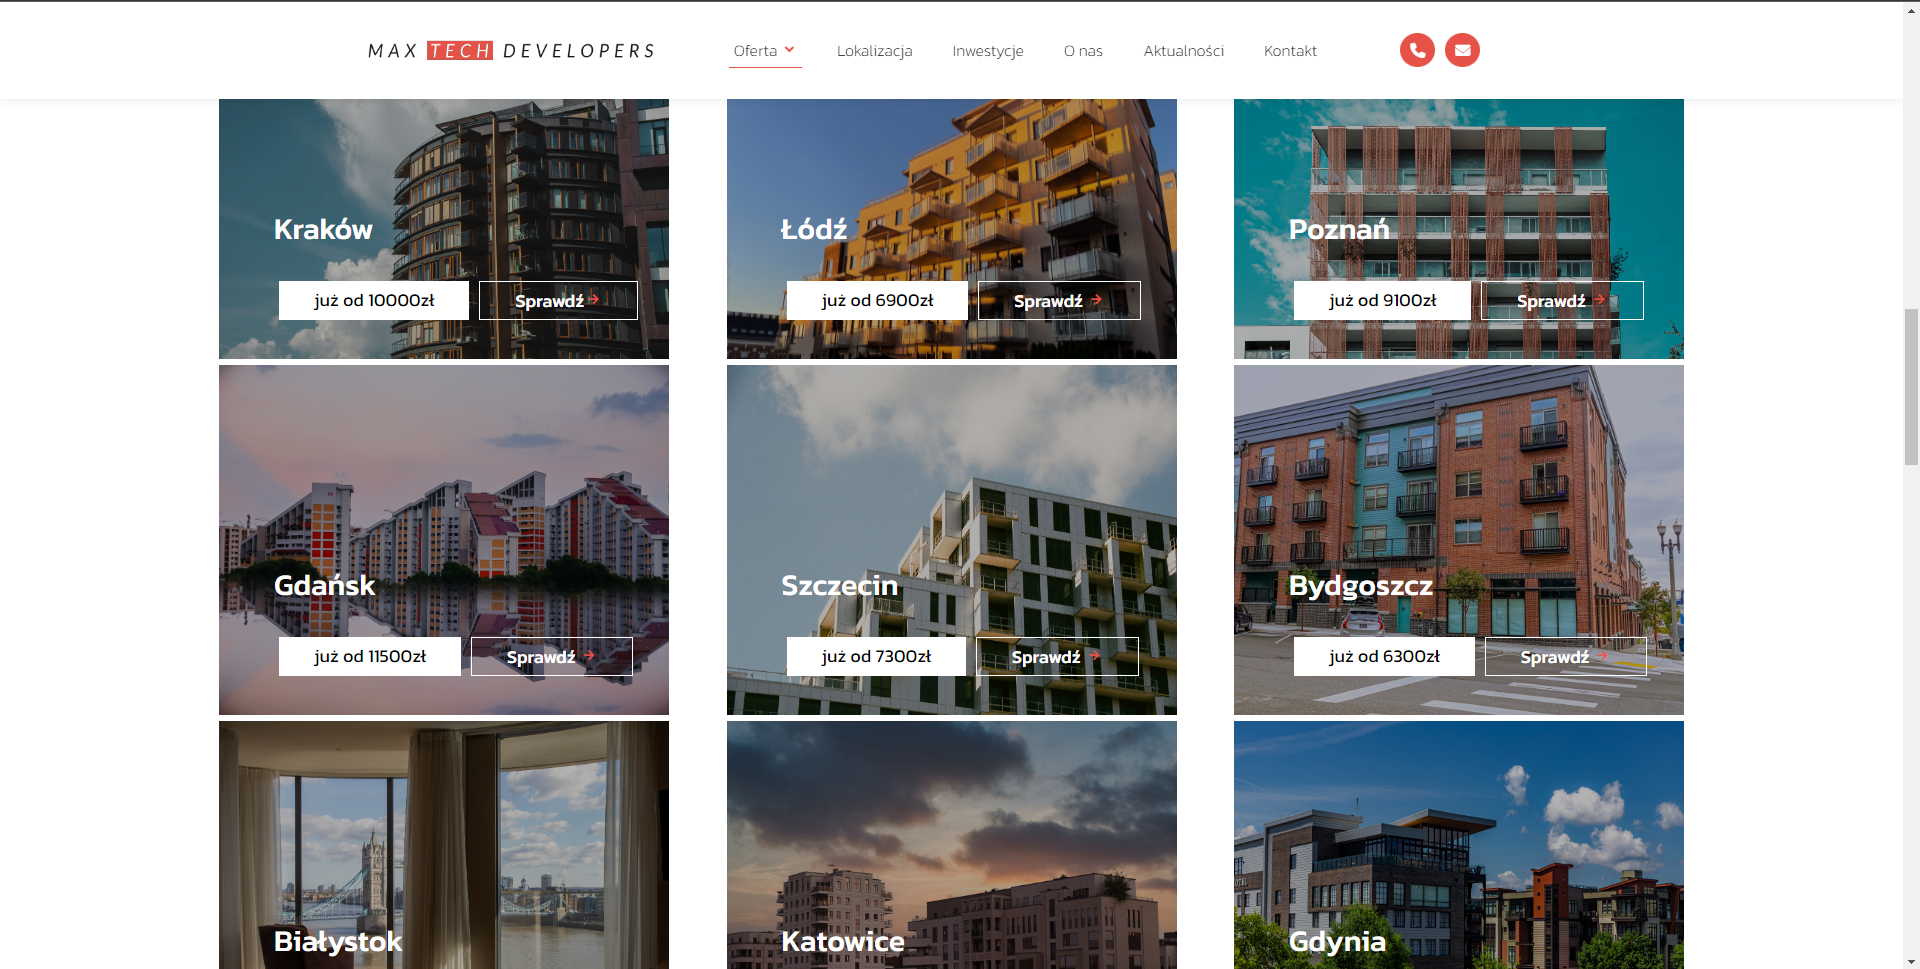 MAX TECH DEVELOPERS
Oferta
Lokalizacja
Inwestycje
O nas
Aktualności
Kontakt
Kraków
już od 10000zł
Sprawdź
Łódź
już od 6900zł
Sprawdź
Poznań
już od 9100zł
Sprawdź
Gdańsk
już od 11500zł
Sprawdź
Szczecin
już od 7300zł
Sprawdź
Bydgoszcz
już od 6300zł
Sprawdź
Białystok
Katowice
Gdynia